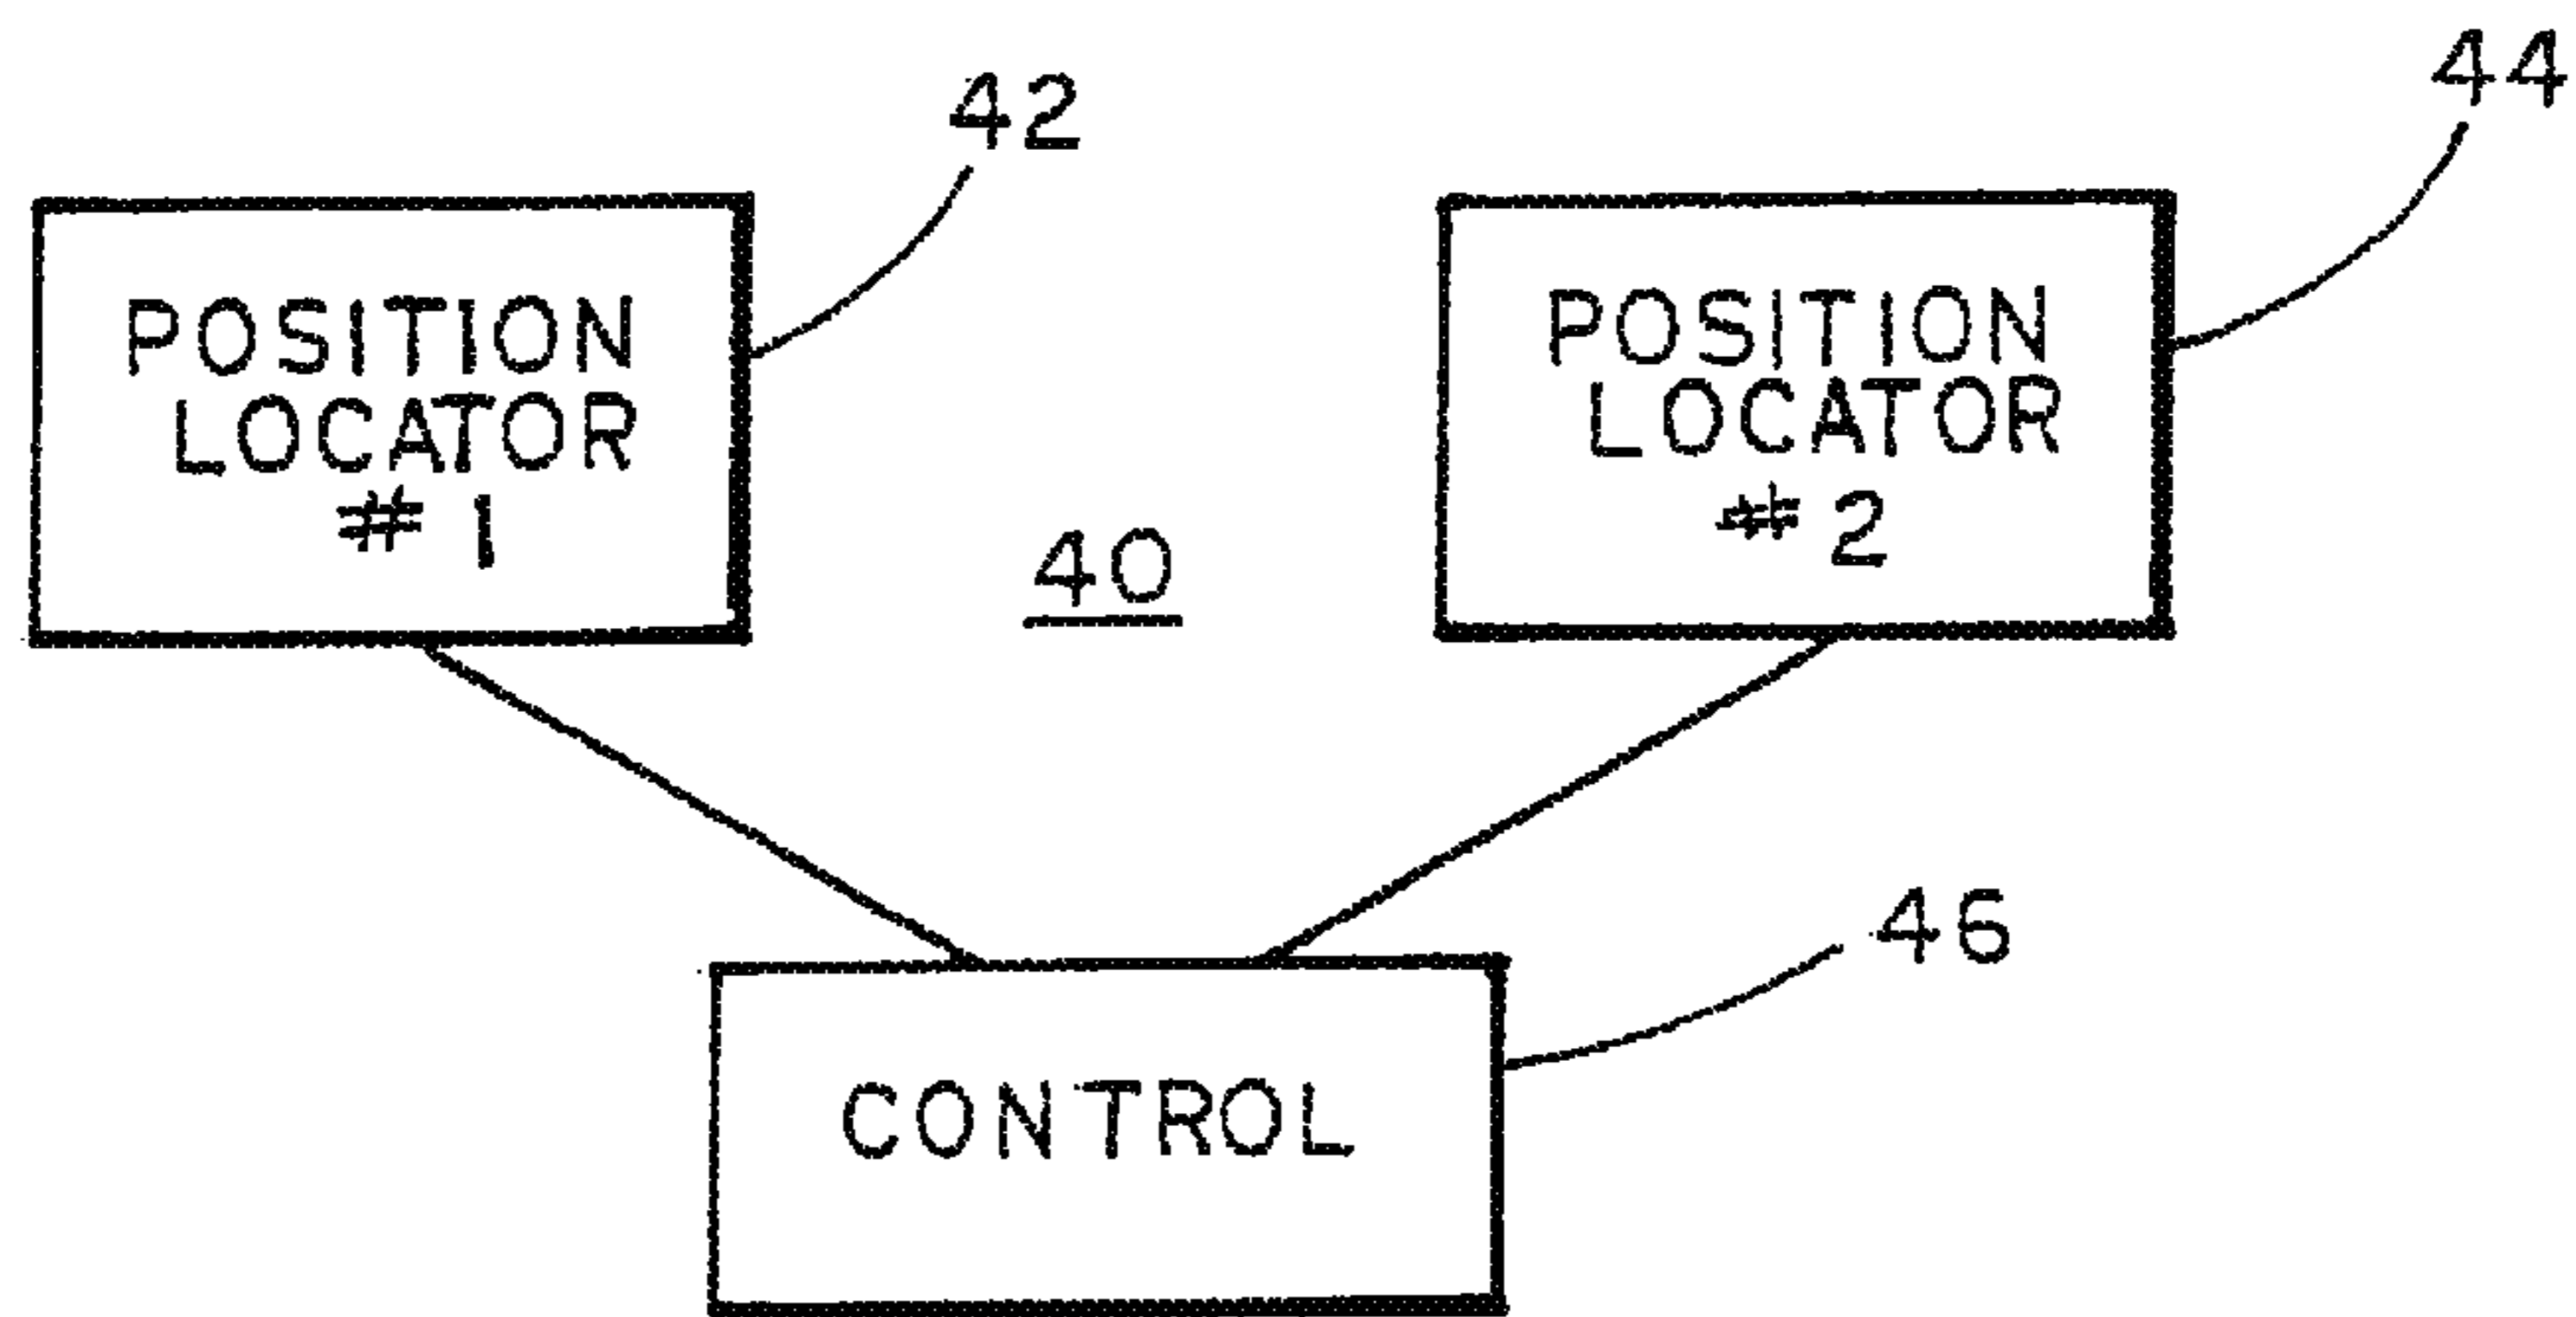 42
44
POSITION
LOCATOR
# 1
POSITION
LOCATOR
# 2
40
46
CONTROL